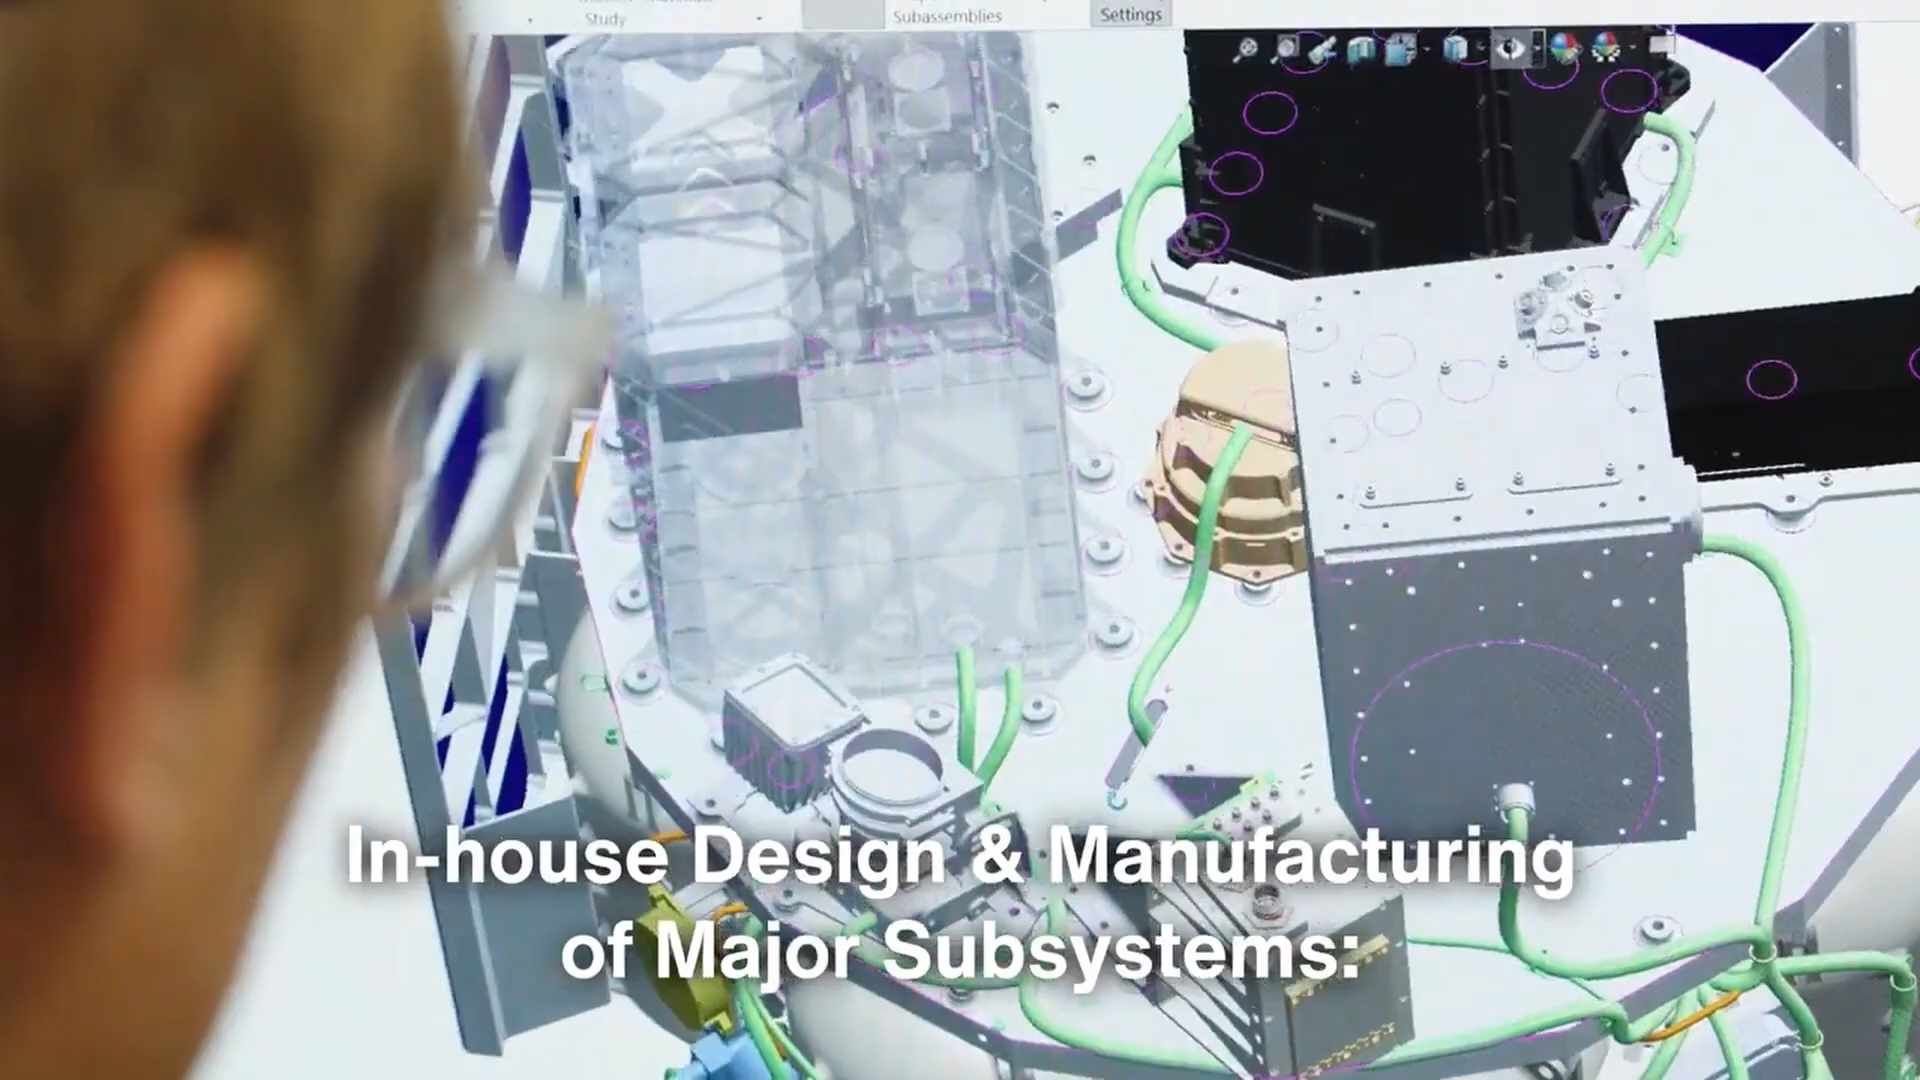 Study
Subassemblies
Settings
In-house Design & Manufacturing
of Major Subsystems: